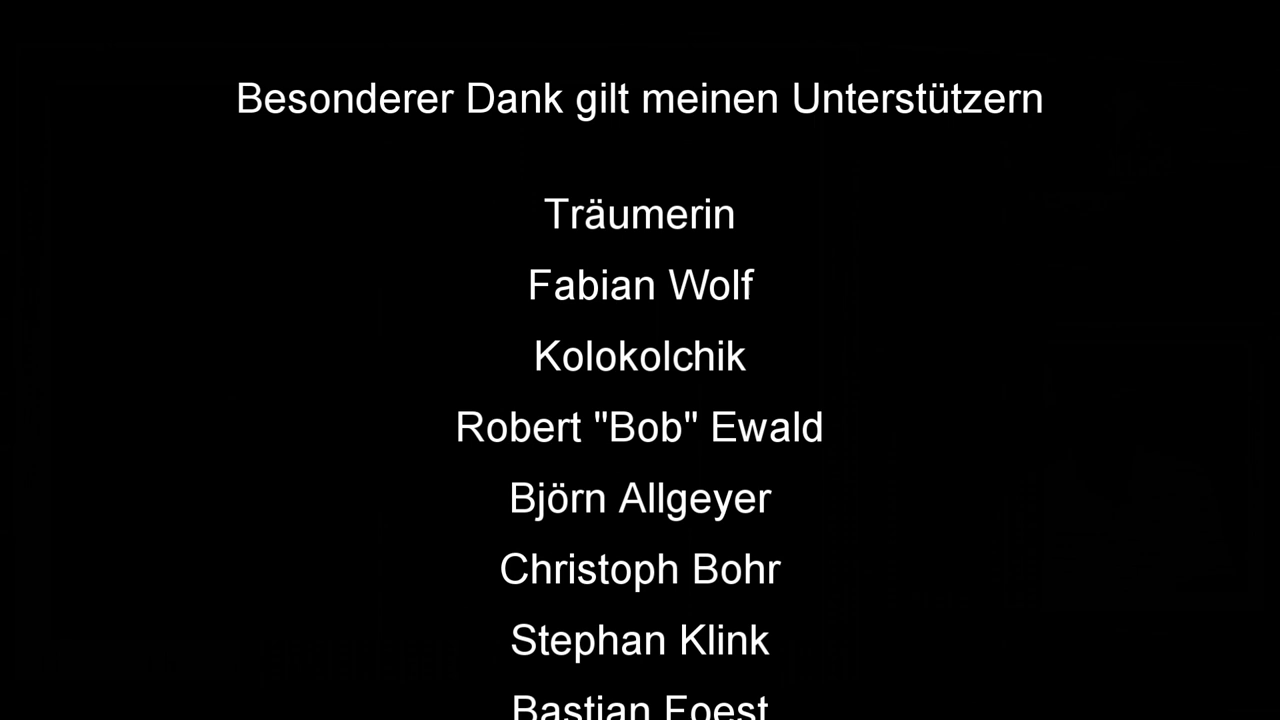 Besonderer Dank gilt meinen Unterstützern
Träumerin
Fabian Wolf
Kolokolchik
Robert "Bob" Ewald
Björn Allgeyer
Christoph Bohr
Stephan Klink
Bastian Foest